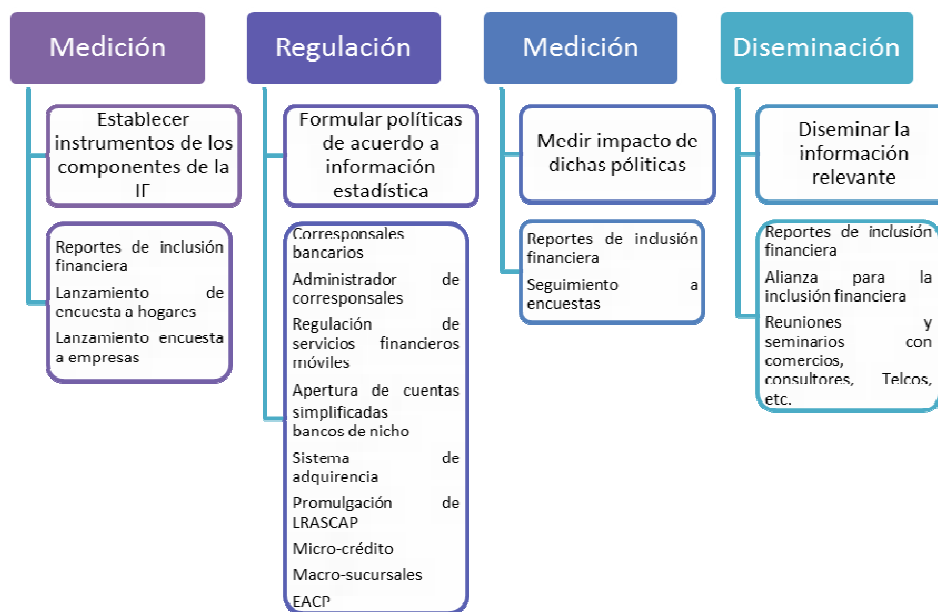 Medición
Establecer
instrumentos de los
componentes de la
IF
Reportes de inclusión
financiera
Lanzamiento de
encuesta a hogares
Lanzamiento encuesta
a empresas
Regulación
Formular políticas
de acuerdo a
información
estadística
Corresponsales
bancarios
Administrador de
corresponsales
Regulación de
servicios financieros
móviles
Apertura de cuentas
simplificadas
bancos de nicho
Sistema de
adquirencia
Promulgación de
LRASCAP
Micro-crédito
Macro-sucursales
EACP
Medición
Medir impacto de
dichas póliticas
Reportes de inclusión
financiera
Seguimiento a
encuestas
Diseminación
Diseminar la
información
relevante
Reportes de inclusión
financiera
Alianza para la
inclusión financiera
Reuniones y
seminarios con
comercios,
consultores, Telcos,
etc.